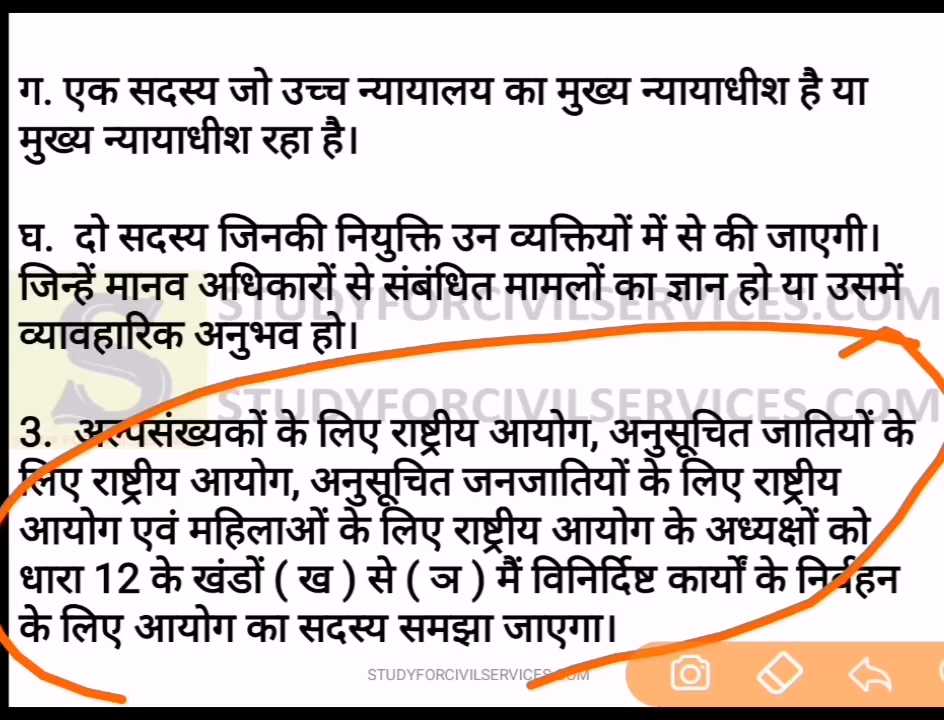 ग. एक सदस्य जो उच्च न्यायालय का मुख्य न्यायाधीश है या
मुख्य न्यायाधीश रहा है।
घ. दो सदस्य जिनकी नियुक्ति उन व्यक्तियों में से की जाएगी।
जिन्हें मानव अधिकारों से संबंधित मामलों का ज्ञान हो या उसमें
STUDYFORCIVILSERVICES.COM
व्यावहारिक अनुभव हो।
STUDYFORCIVILSERVICES.COM
3. अल्पसंख्यकों के लिए राष्ट्रीय आयोग, अनुसूचित जातियों के
लिए राष्ट्रीय आयोग, अनुसूचित जनजातियों के लिए राष्ट्रीय
आयोग एवं महिलाओं के लिए राष्ट्रीय आयोग के अध्यक्षों को
धारा 12 के खंडों ( ख ) से ( ञ ) मैं विनिर्दिष्ट कार्यों के निर्वहन
के लिए आयोग का सदस्य समझा जाएगा।
STUDYFORCIVILSERVICES.COM